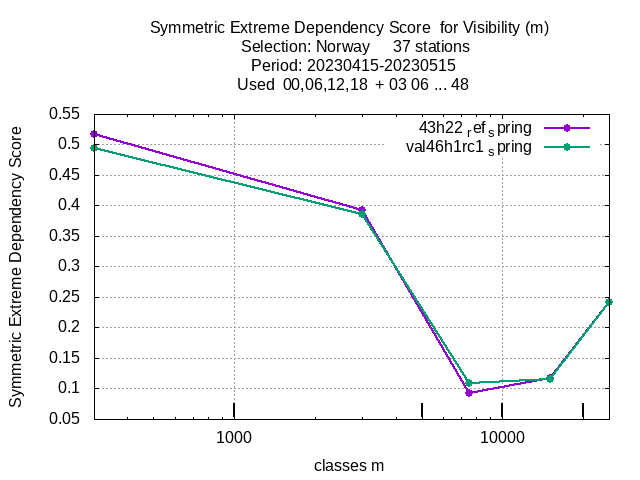 Symmetric Extreme Dependency Score  for Visibility (m)
Selection: Norway     37 stations
Period: 20230415-20230515
Used  00,06,12,18  + 03 06 ... 48
43h22 ref spring
val46h1rc1 spring
0.55
0.5
0.45
0.4
0.35
0.3
0.25
0.2
0.15
0.1
0.05
Symmetric Extreme Dependency Score
1000
10000
classes m